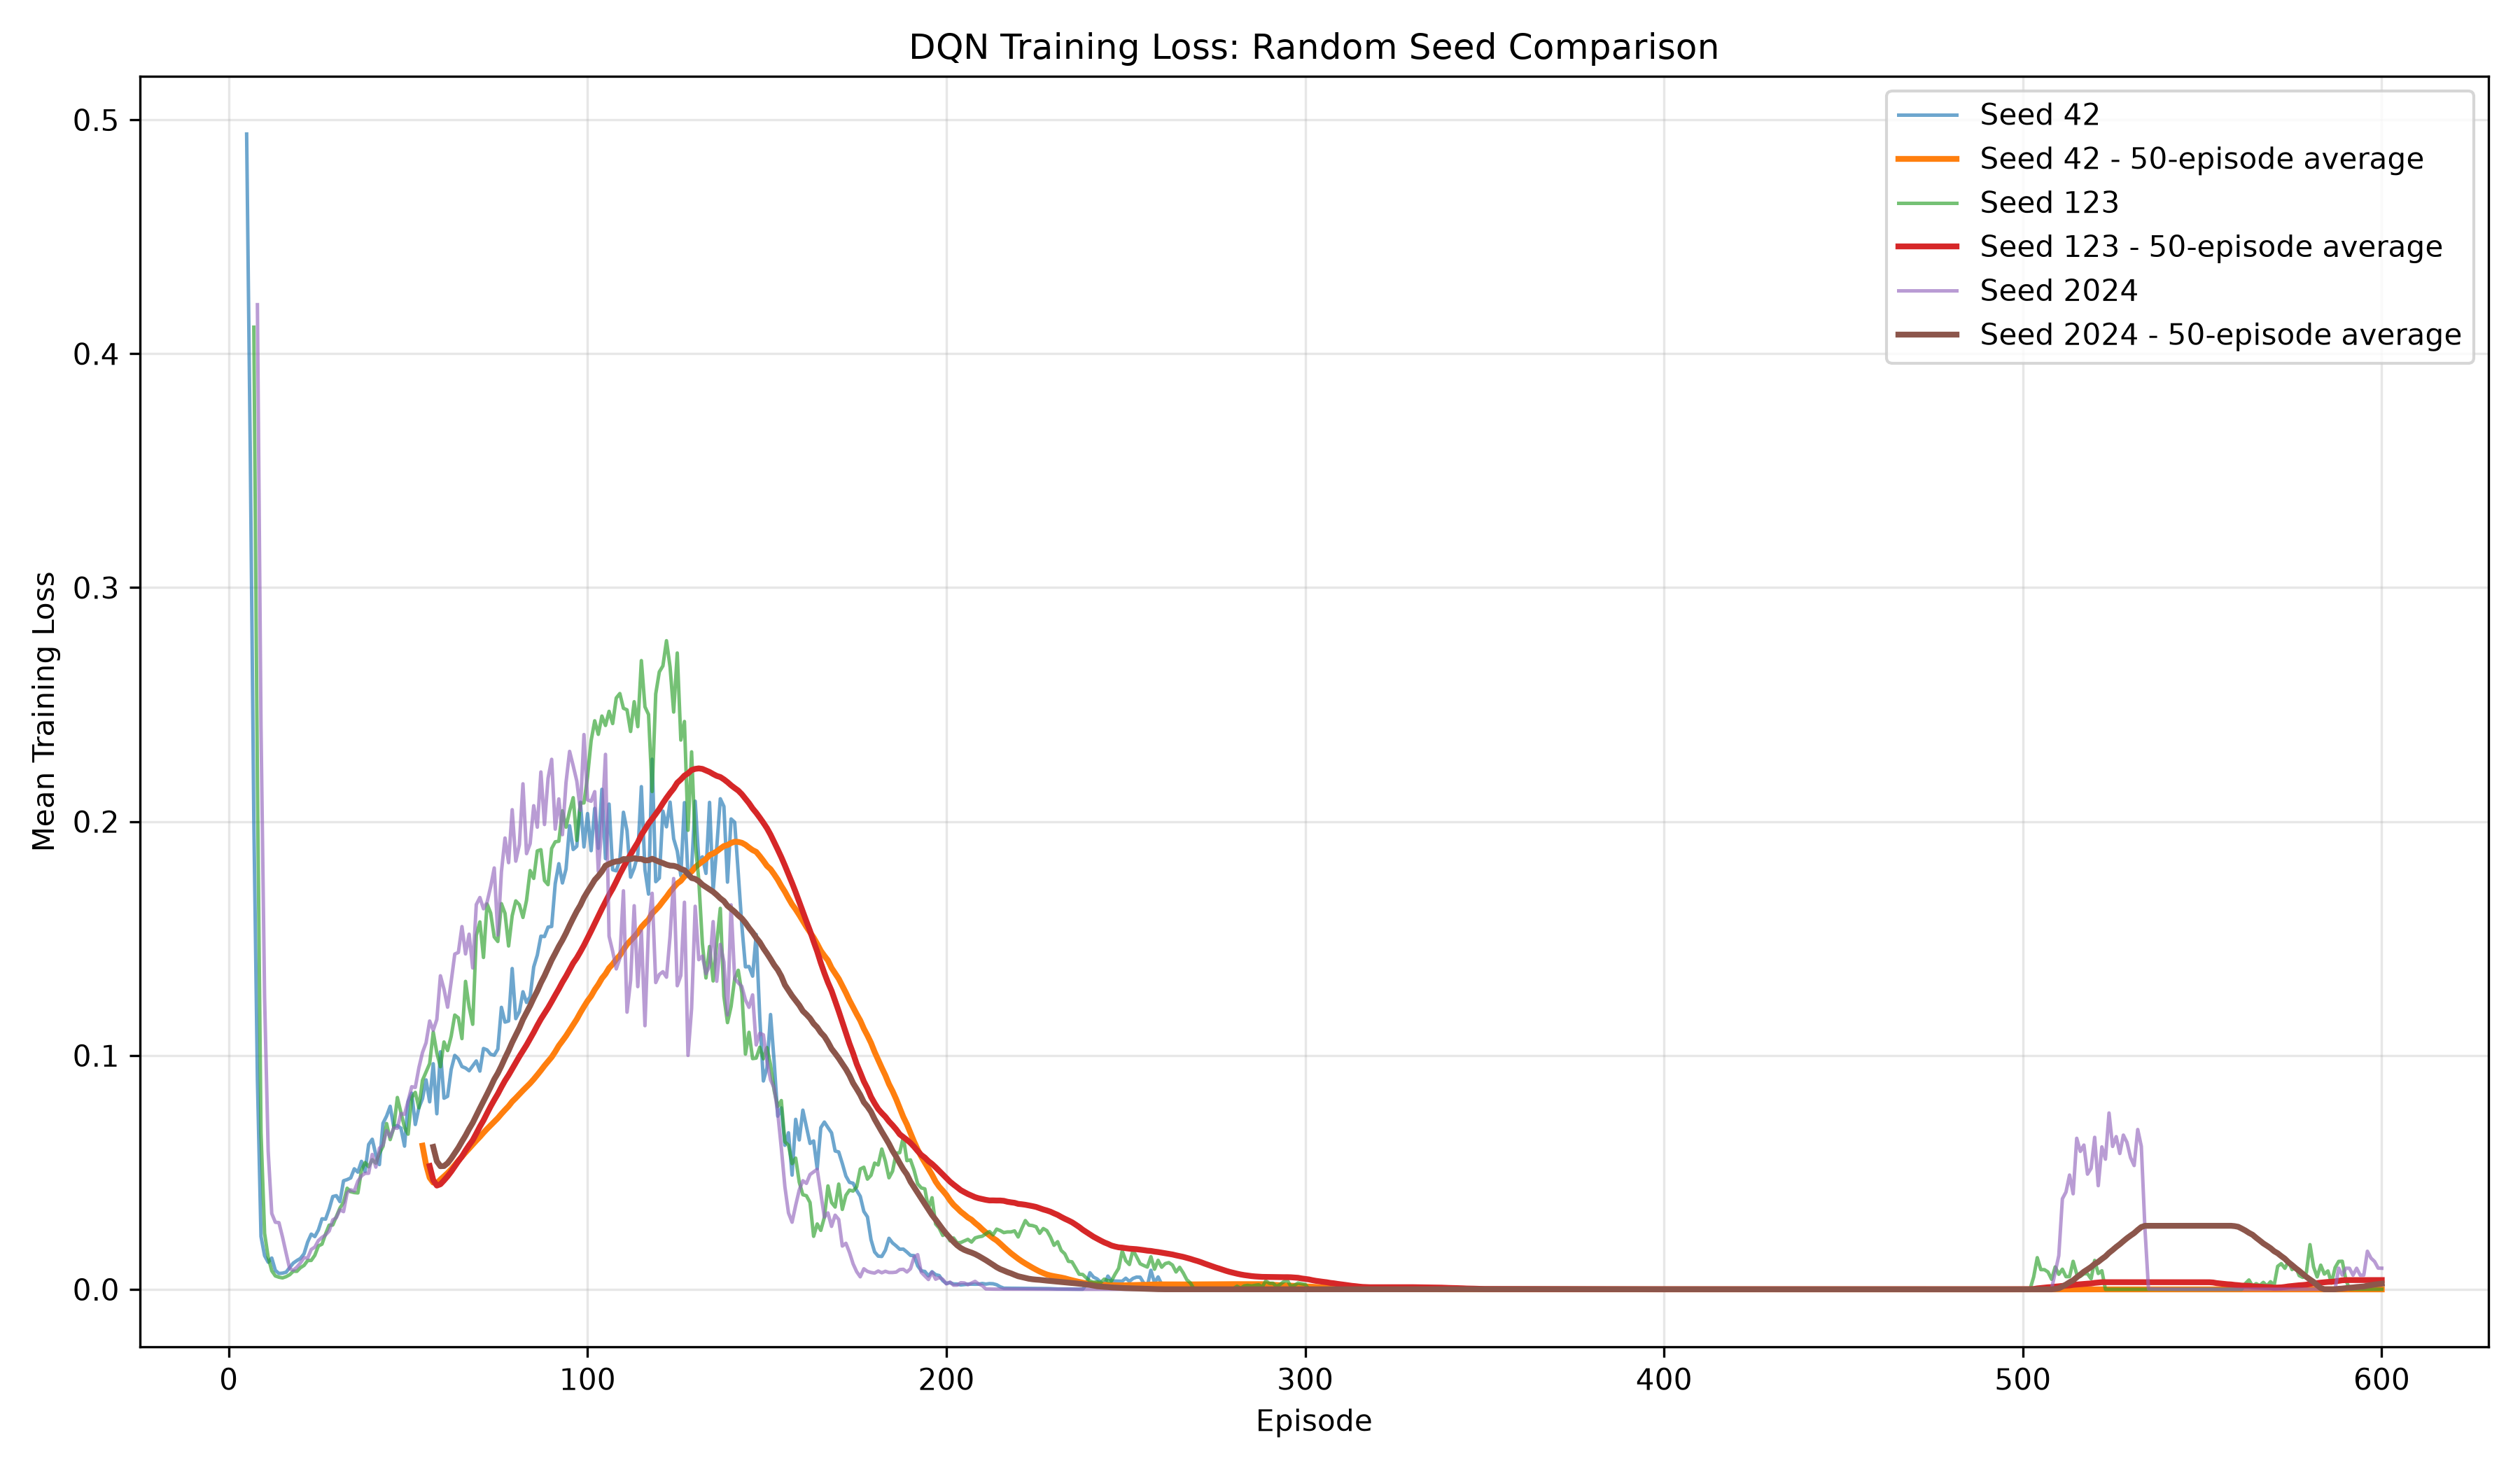 DQN Training Loss: Random Seed Comparison
Seed 42
Seed 42 - 50-episode average
Seed 123
Seed 123 - 50-episode average
Seed 2024
Seed 2024 - 50-episode average
Mean Training Loss
0.5
0.4
0.3
0.2
0.1
0.0
0 100 200 300 400 500 600
Episode